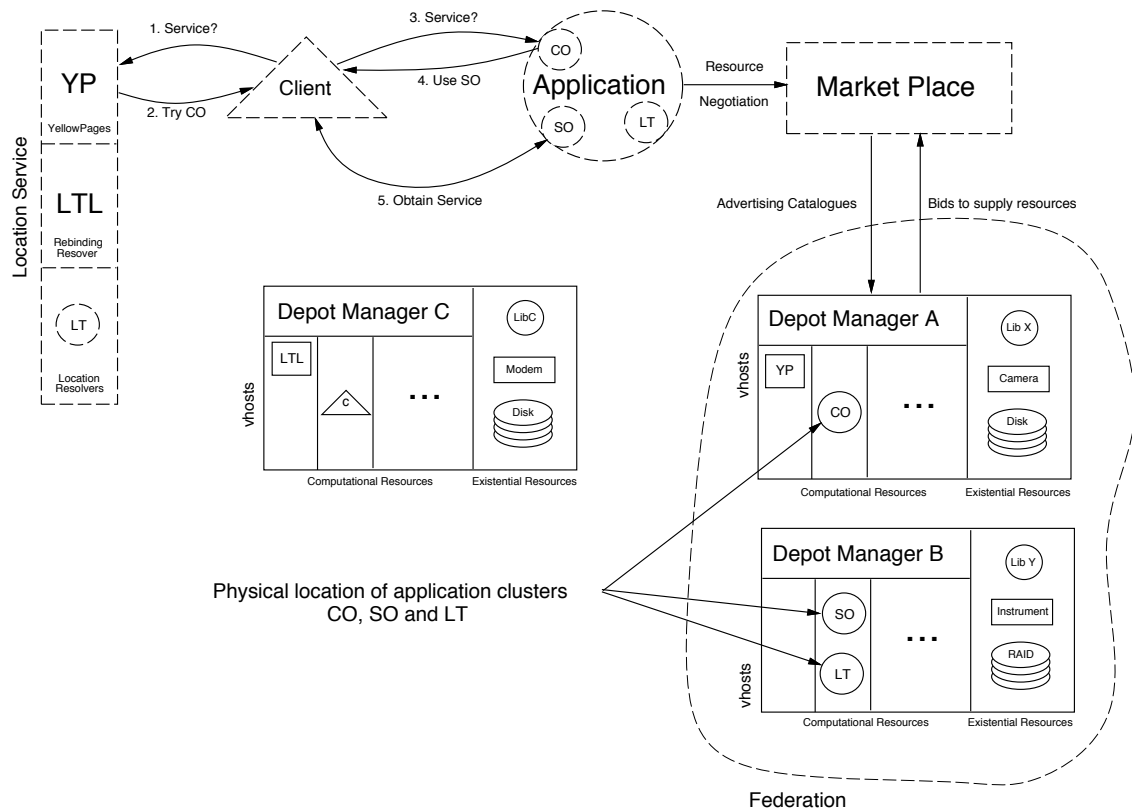 1. Service?
3. Service?
YP
Client
CO
4. Use SO
Application
Resource
Negotiation
Market Place
2. Try CO
YellowPages
SO
LT
Location Service
LTL
Rebinding
Resover
5. Obtain Service
Advertising Catalogues
Bids to supply resources
LT
Location
Resolvers
Depot Manager C
LibC
LTL
Modem
vhosts
C
...
Disk
Computational Resources
Existential Resources
Depot Manager A
Lib X
YP
Camera
vhosts
CO
...
Disk
Computational Resources
Existential Resources
Physical location of application clusters
CO, SO and LT
Depot Manager B
Lib Y
SO
Instrument
...
vhosts
LT
RAID
Computational Resources
Existential Resources
Federation